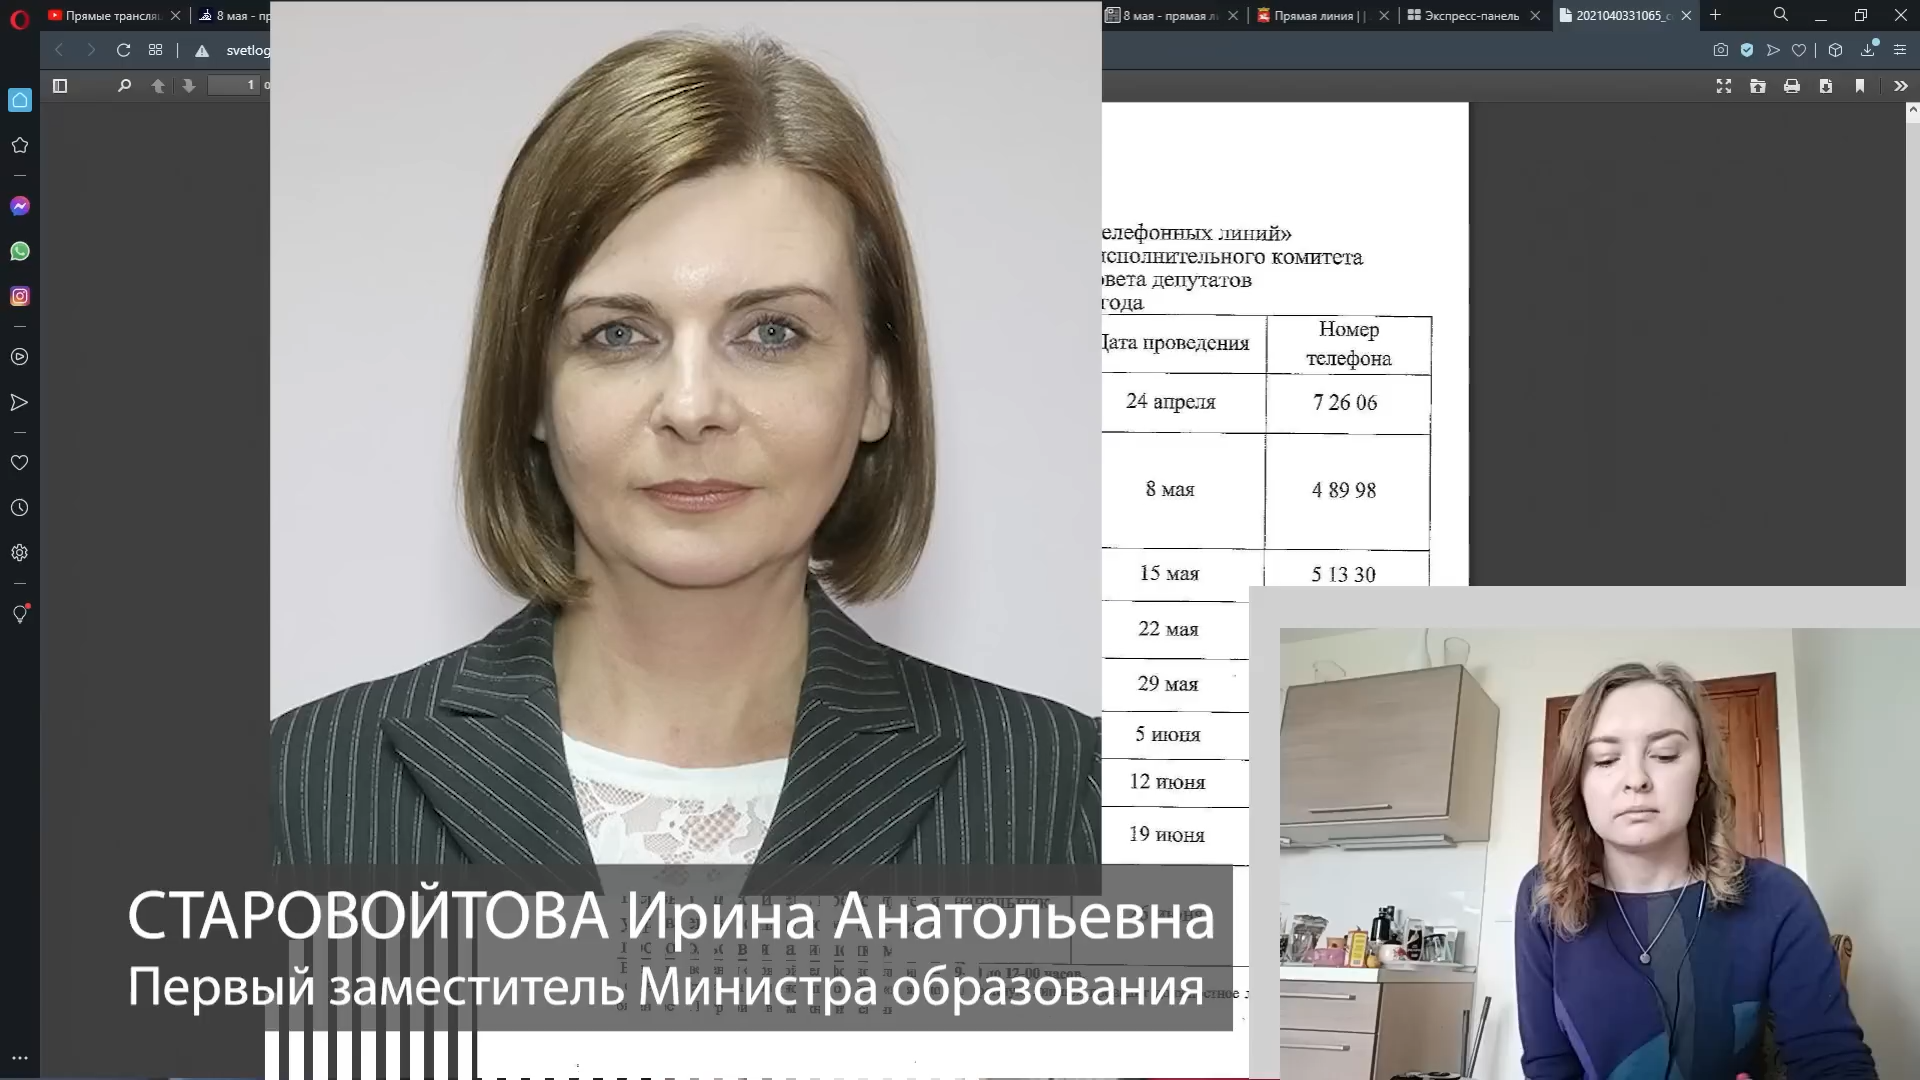 Прямые трансля
8 мая - пр
8 мая - прямая л
Прямая линия | |
Экспресс-панель
2021040331065_c
svetlog
1
елефонных линий»
исполнительного комитета
овета депутатов
года
Дата проведения
Номер
телефона
24 апреля
7 26 06
8 мая
4 89 98
15 мая
5 13 30
22 мая
29 мая
5 июня
12 июня
19 июня
СТАРОВОЙТОВА Ирина Анатольевна
Первый заместитель Министра образования